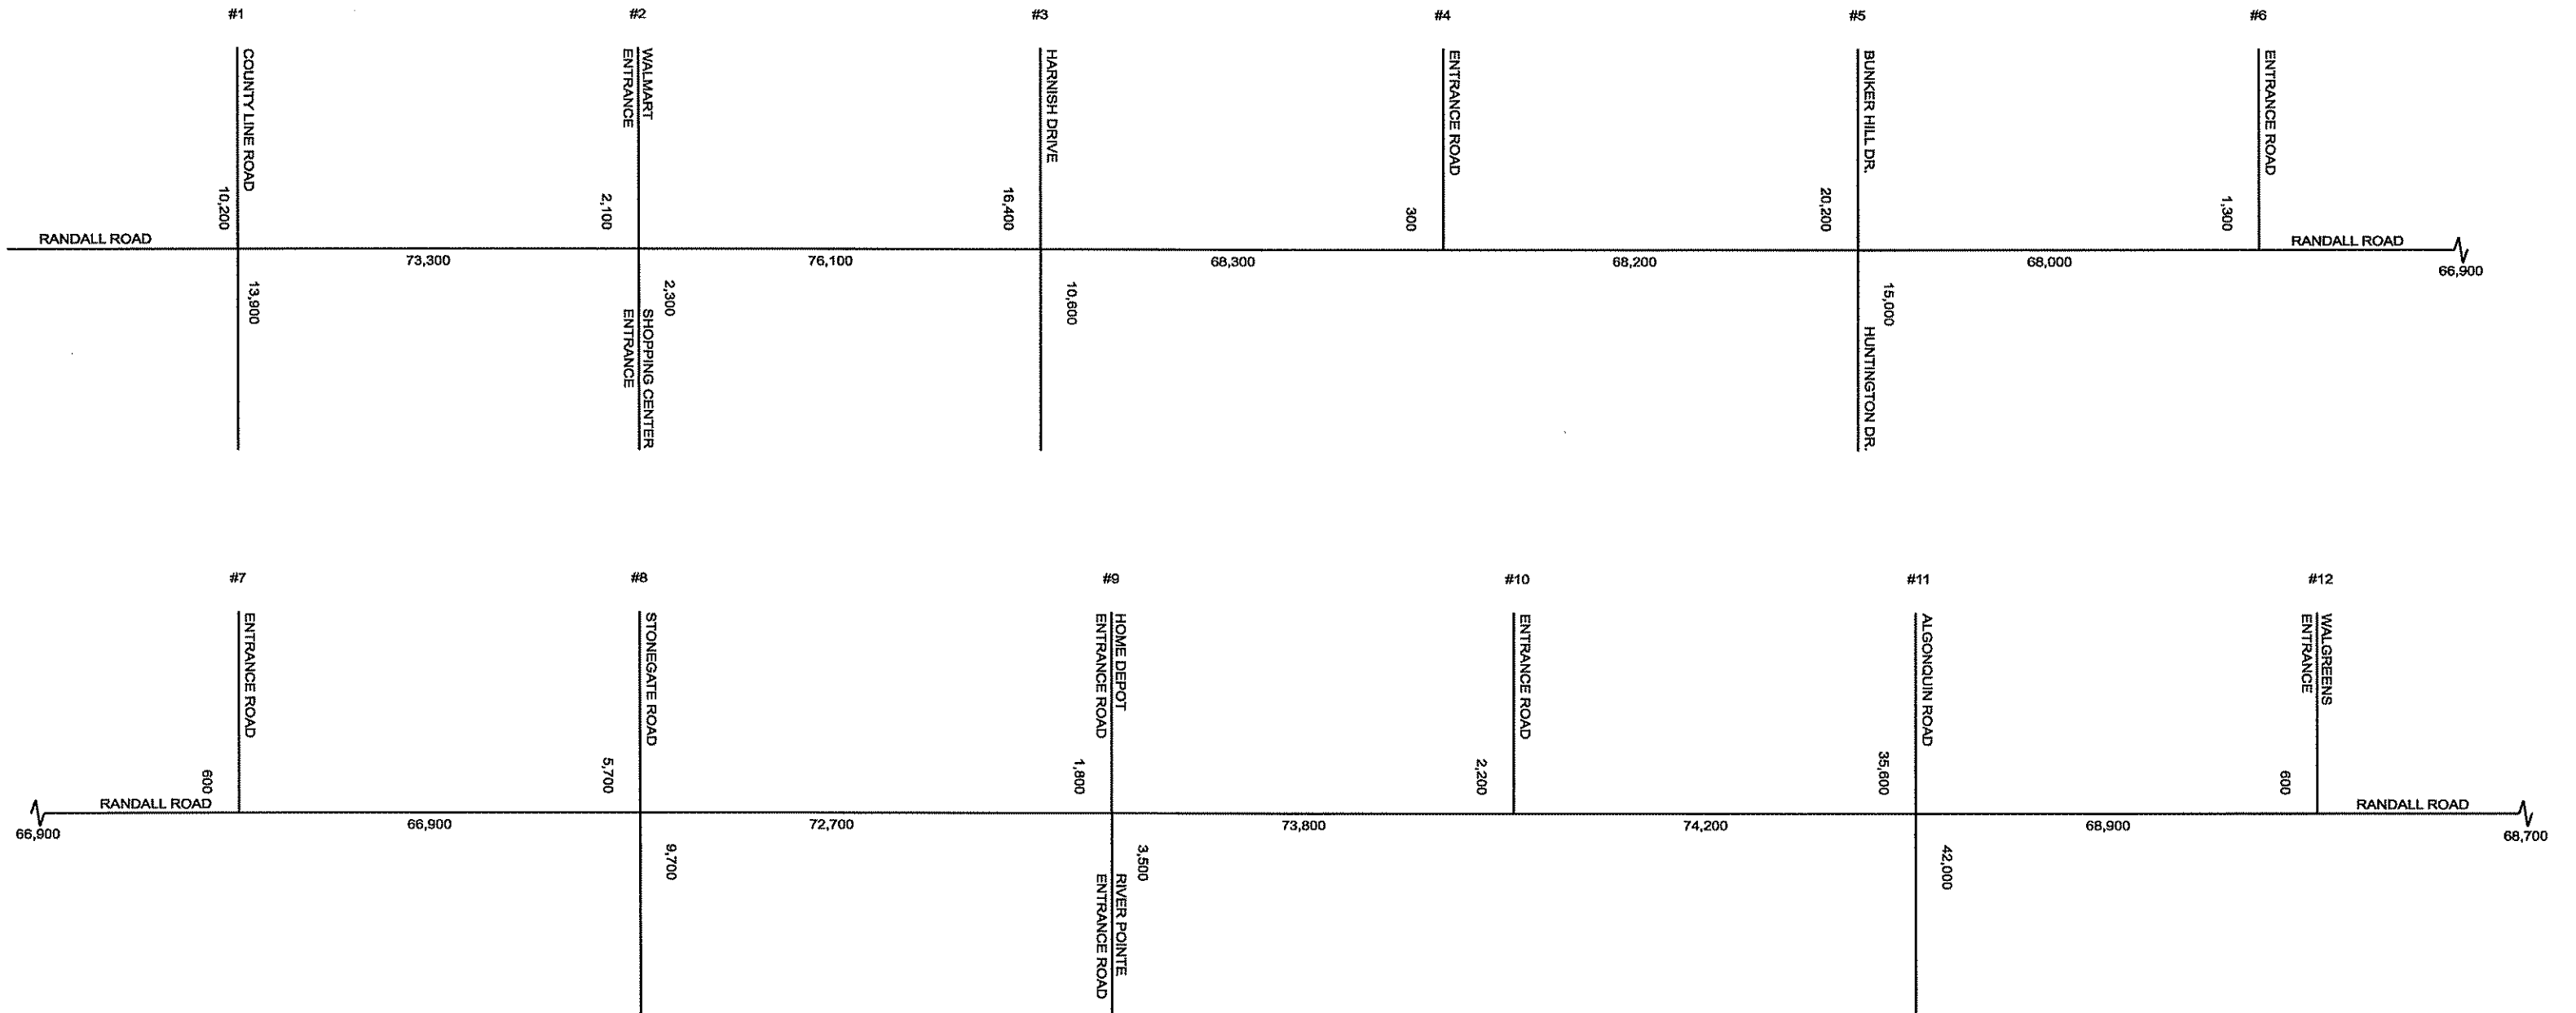 #1
#2
#3
#4
#5
#6
COUNTY LINE ROAD
WALMART
ENTRANCE
HARNISH DRIVE
ENTRANCE ROAD
BUNKER HILL DR.
ENTRANCE ROAD
10,200
2,100
16,400
300
20,200
1,300
RANDALL ROAD
RANDALL ROAD
73,300
76,100
68,300
68,200
68,000
66,900
13,900
2,300
SHOPPING CENTER
ENTRANCE
10,600
15,000
HUNTINGTON DR.
#7
#8
#9
#10
#11
#12
ENTRANCE ROAD
STONEGATE ROAD
HOME DEPOT
ENTRANCE ROAD
ENTRANCE ROAD
ALGONQUIN ROAD
WALGREENS
ENTRANCE
600
5,700
1,800
2,200
35,600
600
RANDALL ROAD
RANDALL ROAD
66,900
66,900
72,700
73,800
74,200
68,900
68,700
9,700
3,500
RIVER POINTE
ENTRANCE ROAD
42,000